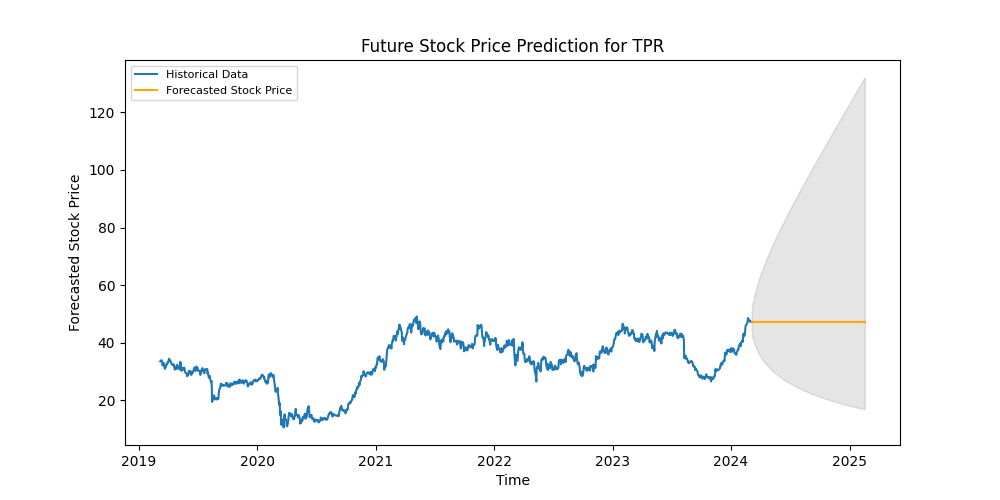 Future Stock Price Prediction for TPR
Historical Data
Forecasted Stock Price
120
100
80
60
40
20
Forecasted Stock Price
2019 2020 2021 2022 2023 2024 2025
Time